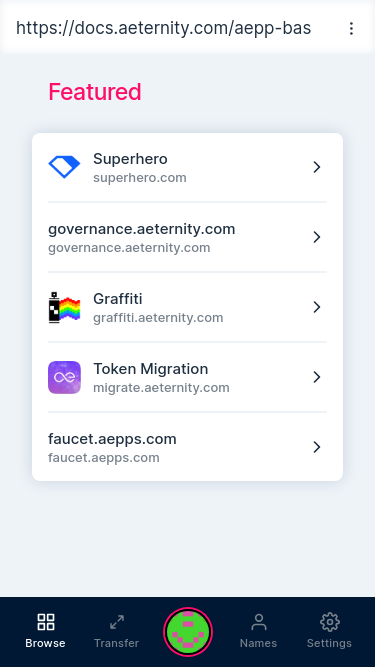 https://docs.aeternity.com/aepp-bas
Featured
Superhero
superhero.com
governance.aeternity.com
governance.aeternity.com
Graffiti
graffiti.aeternity.com
Token Migration
migrate.aeternity.com
faucet.aepps.com
faucet.aepps.com
Browse
Transfer
Names
Settings